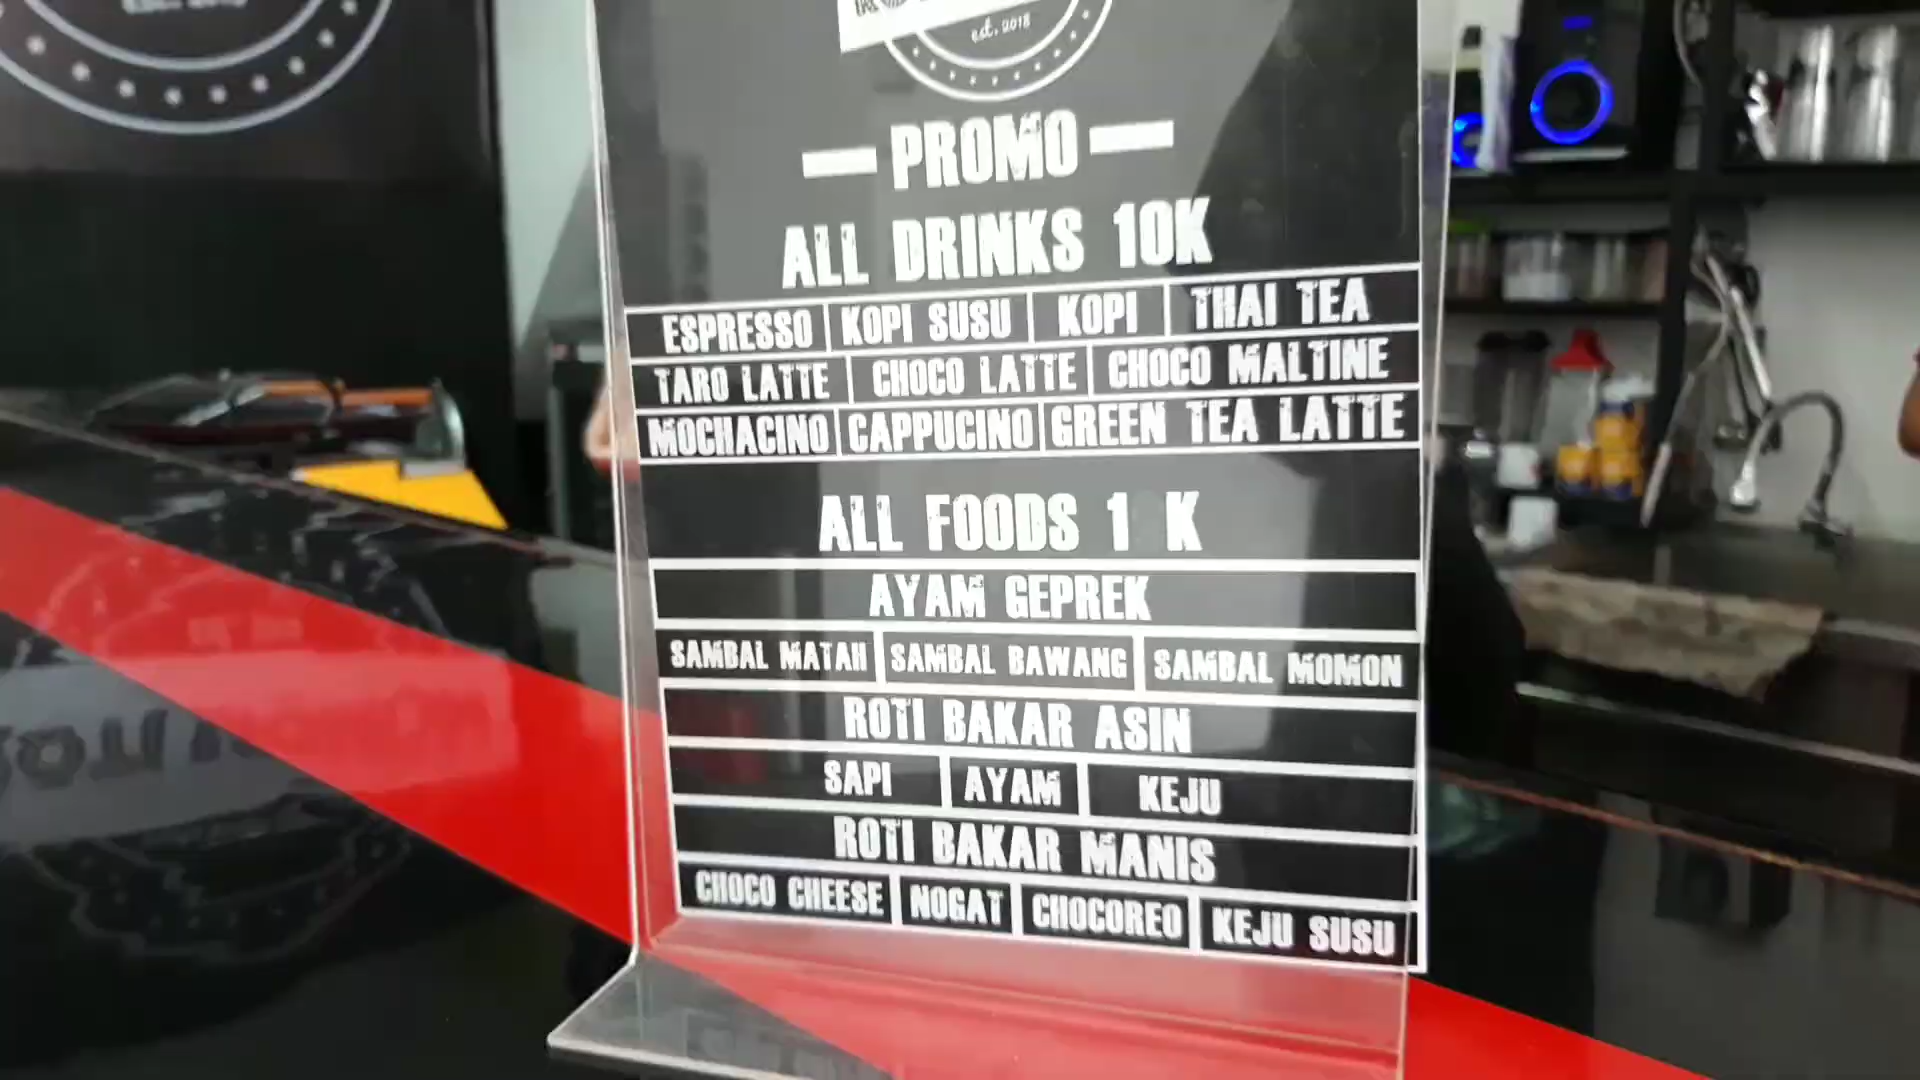 est. 2018
PROMO
ALL DRINKS 10K
ESPRESSO KOPI SUSU KOPI THAI TEA
TARO LATTE CHOCO LATTE CHOCO MALTINE
MOCHACINO CAPPUCINO GREEN TEA LATTE
ALL FOODS 1 K
AYAM GEPREK
SAMBAL MATAH SAMBAL BAWANG SAMBAL MOMON
ROTI BAKAR ASIN
SAPI AYAM KEJU
ROTI BAKAR MANIS
CHOCO CHEESE NOGAT CHOCOREO KEJU SUSU